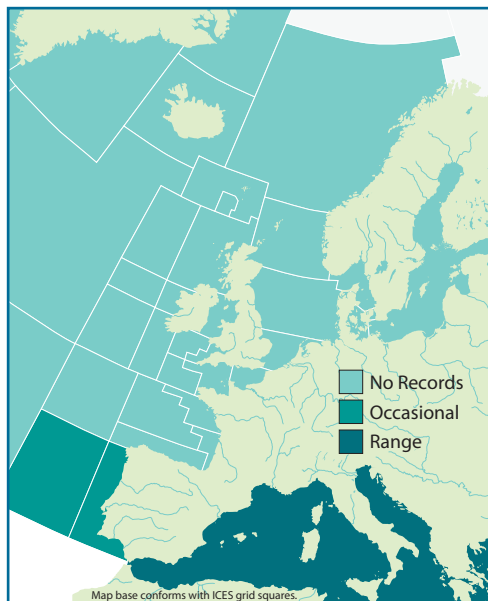 No Records
Occasional
Range
Map base conforms with ICES grid squares.